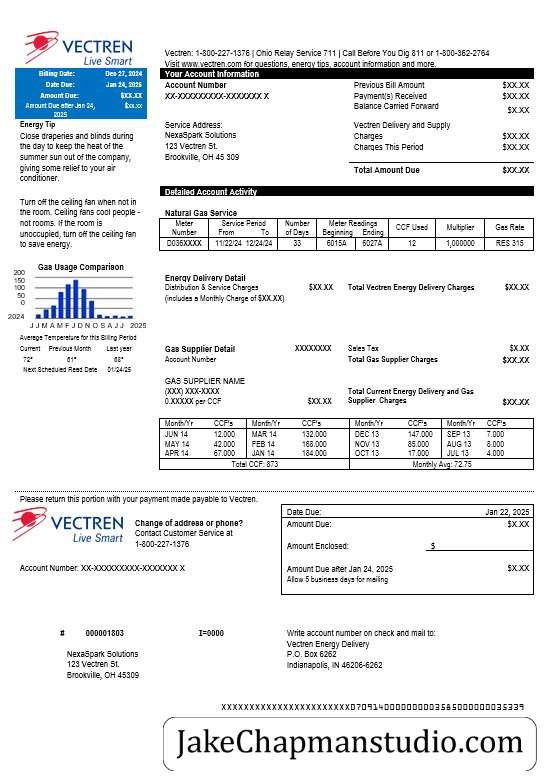 VECTREN
Live Smart
Vectren: 1-800-227-1376 | Ohio Relay Service 711 | Call Before You Dig 811 or 1-800-362-2764
Visit www.vectren.com for questions, energy tips, account information and more.
Billing Date: Dec 27, 2024
Date Due: Jan 24, 2025
Amount Due: $XX.XX
Amount Due after Jan 24, 2025 $xx.xx
Energy Tip
Close draperies and blinds during
the day to keep the heat of the
summer sun out of the company,
giving some relief to your air
conditioner.
Turn off the ceiling fan when not in
the room. Ceiling fans cool people -
not rooms. If the room is
unoccupied, turn off the ceiling fan
to save energy.
Gas Usage Comparison
200
150
100
50
0
2024 J J M A M F J D N O S A J J 2025
Average Temperature for this Billing Period
Current Previous Month Last year
72° 61° 68°
Next Scheduled Read Date 01/24/25
Your Account Information
Account Number
XX-XXXXXXXXX-XXXXXXX X
Previous Bill Amount $XX.XX
Payment(s) Received $XX.XX
Balance Carried Forward $X.XX
Service Address:
NexaSpark Solutions
123 Vectren St.
Brookville, OH 45 309
Vectren Delivery and Supply
Charges $XX.XX
Charges This Period $XX.XX
Total Amount Due $XX.XX
Detailed Account Activity
Natural Gas Service
Meter Number Service Period From To Number of Days Meter Readings Beginning Ending CCF Used Multiplier Gas Rate
D036XXXX 11/22/24 12/24/24 33 6015A 6027A 12 1,000000 RES 315
Energy Delivery Detail
Distribution & Service Charges $XX.XX Total Vectren Energy Delivery Charges $XX.XX
(includes a Monthly Charge of $XX.XX)
Gas Supplier Detail XXXXXXXX Sales Tax $X.XX
Account Number Total Gas Supplier Charges $XX.XX
GAS SUPPLIER NAME
(XXX) XXX-XXXX
0.XXXXX per CCF $XX.XX
Total Current Energy Delivery and Gas
Supplier Charges $XX.XX
Month/Yr CCF's Month/Yr CCF's Month/Yr CCF's Month/Yr CCF's
JUN 14 12.000 MAR 14 132.000 DEC 13 147.000 SEP 13 7.000
MAY 14 42.000 FEB 14 168.000 NOV 13 85.000 AUG 13 8.000
APR 14 67.000 JAN 14 184.000 OCT 13 17.000 JUL 13 4.000
Total CCF: 873 Monthly Avg: 72.75
Please return this portion with your payment made payable to Vectren.
VECTREN
Live Smart
Change of address or phone?
Contact Customer Service at
1-800-227-1376
Account Number: XX-XXXXXXXXX-XXXXXXX X
Date Due: Jan 22, 2025
Amount Due: $X.XX
Amount Enclosed: $
Amount Due after Jan 24, 2025 $X.XX
Allow 5 business days for mailing
# 000001803 I=0000
NexaSpark Solutions
123 Vectren St.
Brookville, OH 45309
Write account number on check and mail to:
Vectren Energy Delivery
P.O. Box 6262
Indianapolis, IN 46206-6262
JakeChapmanstudio.com